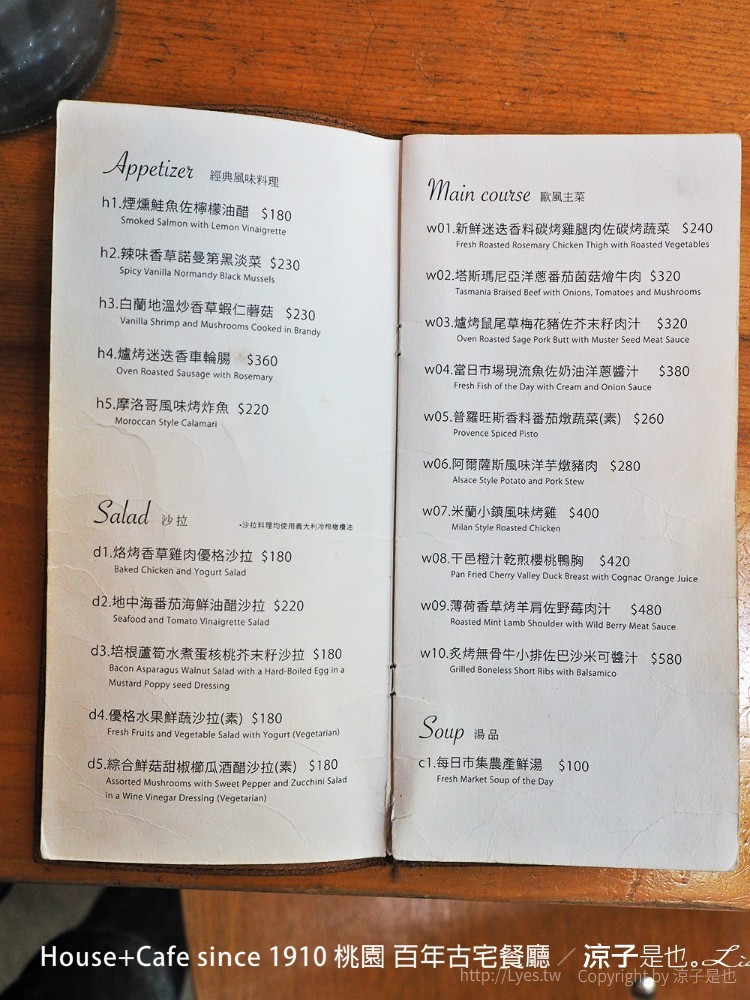 Appetizer 經典風味料理
h1.煙燻鮭魚佐檸檬油醋 $180
Smoked Salmon with Lemon Vinaigrette
h2.辣味香草諾曼第黑淡菜 $230
Spicy Vanilla Normandy Black Mussels
h3.白蘭地溫炒香草蝦仁蘑菇 $230
Vanilla Shrimp and Mushrooms Cooked in Brandy
h4.爐烤迷迭香車輪腸 $360
Oven Roasted Sausage with Rosemary
h5.摩洛哥風味烤炸魚 $220
Moroccan Style Calamari
Salad 沙拉
•沙拉料理均使用義大利冷榨橄欖油
d1.烙烤香草雞肉優格沙拉 $180
Baked Chicken and Yogurt Salad
d2.地中海番茄海鮮油醋沙拉 $220
Seafood and Tomato Vinaigrette Salad
d3.培根蘆筍水煮蛋核桃芥末籽沙拉 $180
Bacon Asparagus Walnut Salad with a Hard-Boiled Egg in a
Mustard Poppy seed Dressing
d4.優格水果鮮蔬沙拉(素) $180
Fresh Fruits and Vegetable Salad with Yogurt (Vegetarian)
d5.綜合鮮菇甜椒櫛瓜酒醋沙拉(素) $180
Assorted Mushrooms with Sweet Pepper and Zucchini Salad
in a Wine Vinegar Dressing (Vegetarian)
Main course 歐風主菜
w01.新鮮迷迭香料碳烤雞腿肉佐碳烤蔬菜 $240
Fresh Roasted Rosemary Chicken Thigh with Roasted Vegetables
w02.塔斯瑪尼亞洋蔥番茄菌菇燴牛肉 $320
Tasmania Braised Beef with Onions, Tomatoes and Mushrooms
w03.爐烤鼠尾草梅花豬佐芥末籽肉汁 $320
Oven Roasted Sage Pork Butt with Muster Seed Meat Sauce
w04.當日市場現流魚佐奶油洋蔥醬汁 $380
Fresh Fish of the Day with Cream and Onion Sauce
w05.普羅旺斯香料番茄燉蔬菜(素) $260
Provence Spiced Pisto
w06.阿爾薩斯風味洋芋燉豬肉 $280
Alsace Style Potato and Pork Stew
w07.米蘭小鎮風味烤雞 $400
Milan Style Roasted Chicken
w08.干邑橙汁乾煎櫻桃鴨胸 $420
Pan Fried Cherry Valley Duck Breast with Cognac Orange Juice
w09.薄荷香草烤羊肩佐野莓肉汁 $480
Roasted Mint Lamb Shoulder with Wild Berry Meat Sauce
w10.炙烤無骨牛小排佐巴沙米可醬汁 $580
Grilled Boneless Short Ribs with Balsamico
Soup 湯品
c1.每日市集農產鮮湯 $100
Fresh Market Soup of the Day
House+Cafe since 1910 桃園 百年古宅餐廳 / 涼子是也。
http://Lyes.tw Copyright by 涼子是也